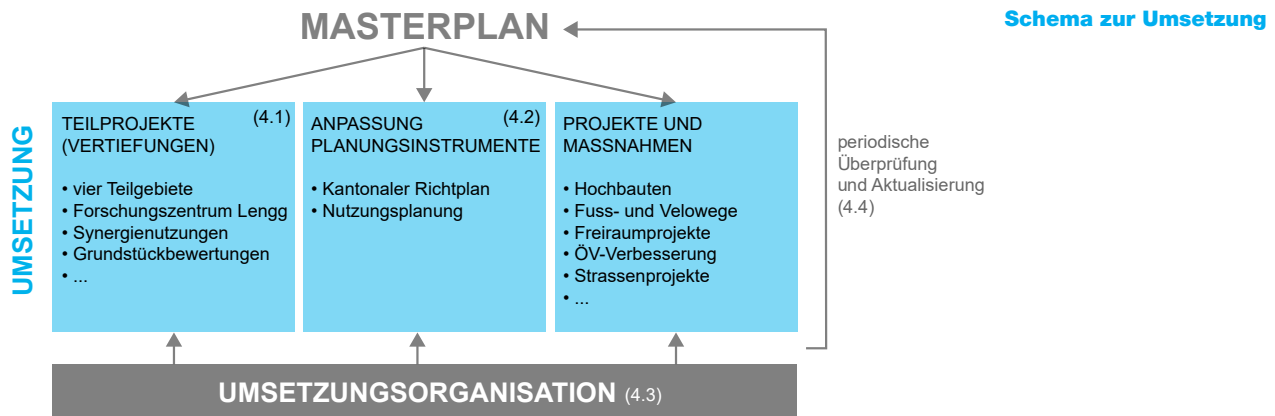 Schema zur Umsetzung
MASTERPLAN
UMSETZUNG
TEILPROJEKTE (4.1)
(VERTIEFUNGEN)
• vier Teilgebiete
• Forschungszentrum Lengg
• Synergienutzungen
• Grundstückbewertungen
• ...
ANPASSUNG (4.2)
PLANUNGSINSTRUMENTE
• Kantonaler Richtplan
• Nutzungsplanung
PROJEKTE UND
MASSNAHMEN
• Hochbauten
• Fuss- und Velowege
• Freiraumprojekte
• ÖV-Verbesserung
• Strassenprojekte
• ...
periodische
Überprüfung
und Aktualisierung
(4.4)
UMSETZUNGSORGANISATION (4.3)